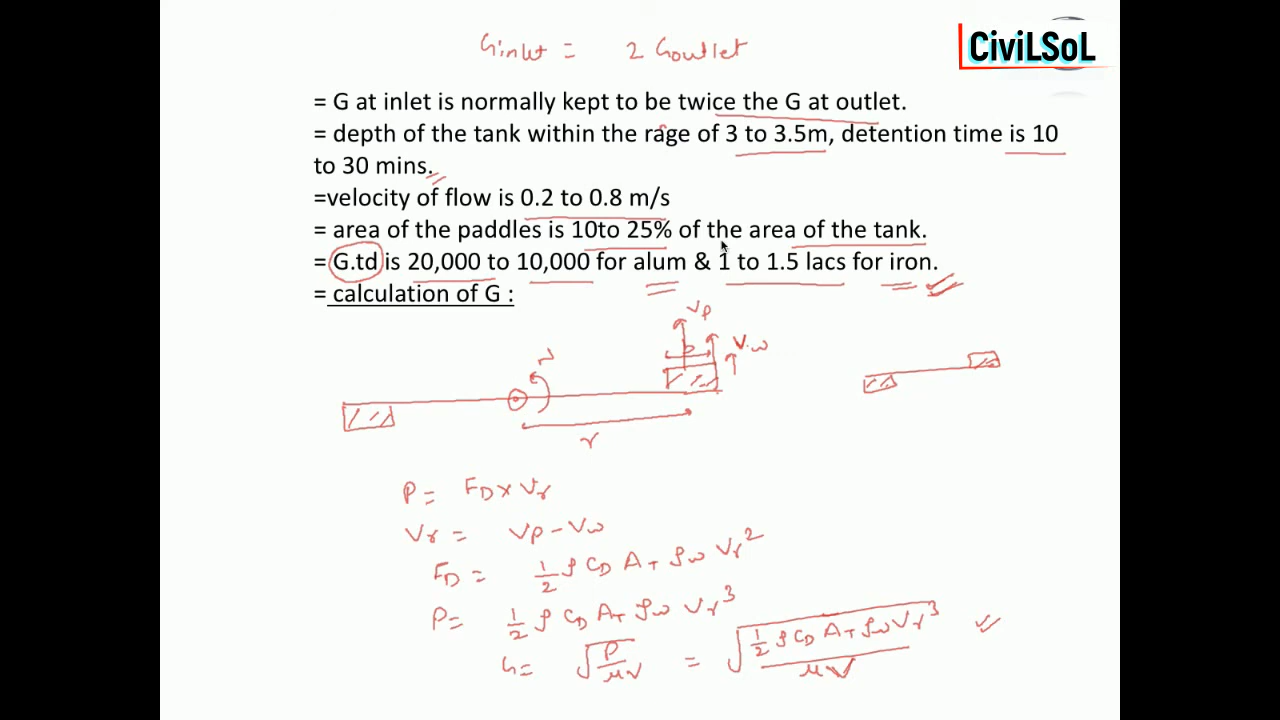 Ginlet = 2 Goutlet
CiviLSoL
= G at inlet is normally kept to be twice the G at outlet.
= depth of the tank within the rage of 3 to 3.5m, detention time is 10
to 30 mins.
=velocity of flow is 0.2 to 0.8 m/s
= area of the paddles is 10to 25% of the area of the tank.
= G.td is 20,000 to 10,000 for alum & 1 to 1.5 lacs for iron.
= calculation of G :
Vp
b
Vw
r
P = FD x Vr
Vr = Vp - Vw
FD = 1/2 ρ CD AT ρw Vr²
P = 1/2 ρ CD AT ρw Vr³
G = √(P/μV) = √(1/2 ρ CD AT ρw Vr³/μV)